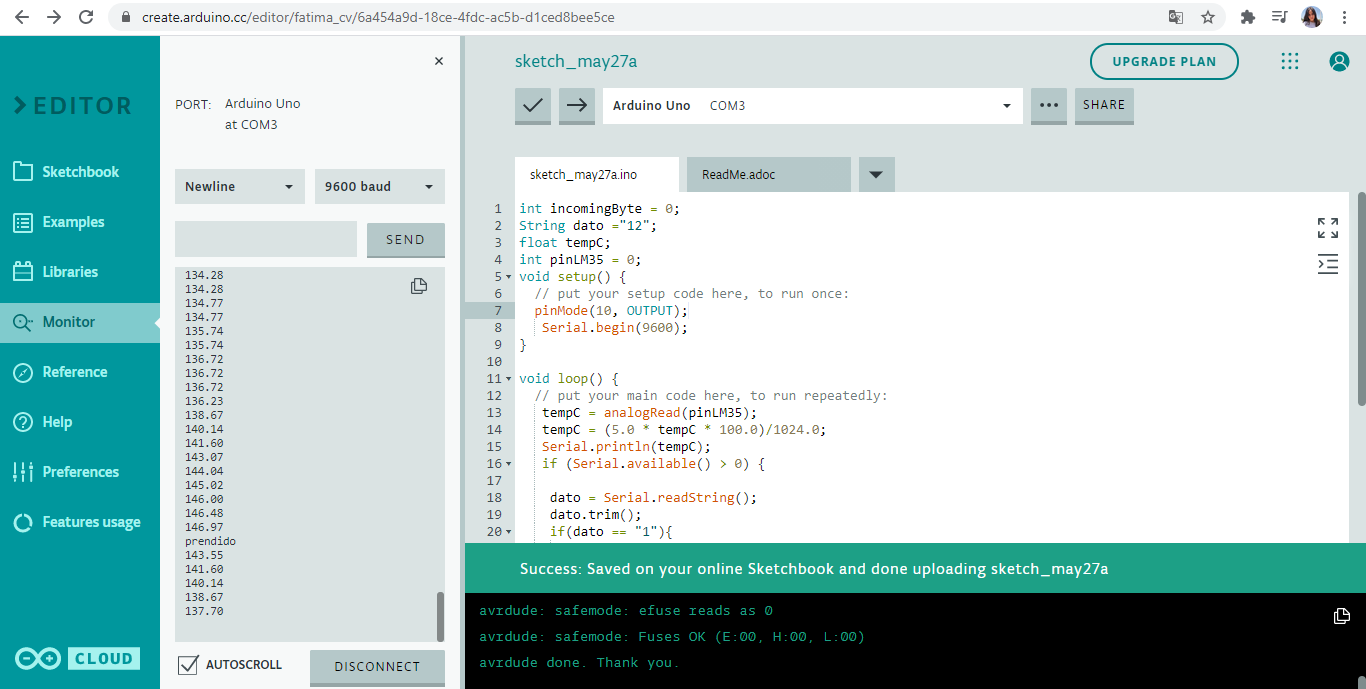 create.arduino.cc/editor/fatima_cv/6a454a9d-18ce-4fdc-ac5b-d1ced8bee5ce
EDITOR
Sketchbook
Examples
Libraries
Monitor
Reference
Help
Preferences
Features usage
CLOUD
PORT: Arduino Uno
at COM3
Newline
9600 baud
SEND
134.28
134.28
134.77
134.77
135.74
135.74
136.72
136.72
136.72
136.23
138.67
140.14
141.60
143.07
144.04
145.02
146.00
146.48
146.97
prendido
143.55
141.60
140.14
138.67
137.70
AUTOSCROLL
DISCONNECT
sketch_may27a
UPGRADE PLAN
Arduino Uno COM3
SHARE
sketch_may27a.ino
ReadMe.adoc
1 int incomingByte = 0;
2 String dato ="12";
3 float tempC;
4 int pinLM35 = 0;
5 void setup() {
6 // put your setup code here, to run once:
7 pinMode(10, OUTPUT);
8 Serial.begin(9600);
9 }
10
11 void loop() {
12 // put your main code here, to run repeatedly:
13 tempC = analogRead(pinLM35);
14 tempC = (5.0 * tempC * 100.0)/1024.0;
15 Serial.println(tempC);
16 if (Serial.available() > 0) {
17
18 dato = Serial.readString();
19 dato.trim();
20 if(dato == "1"){
Success: Saved on your online Sketchbook and done uploading sketch_may27a
avrdude: safemode: efuse reads as 0
avrdude: safemode: Fuses OK (E:00, H:00, L:00)
avrdude done. Thank you.